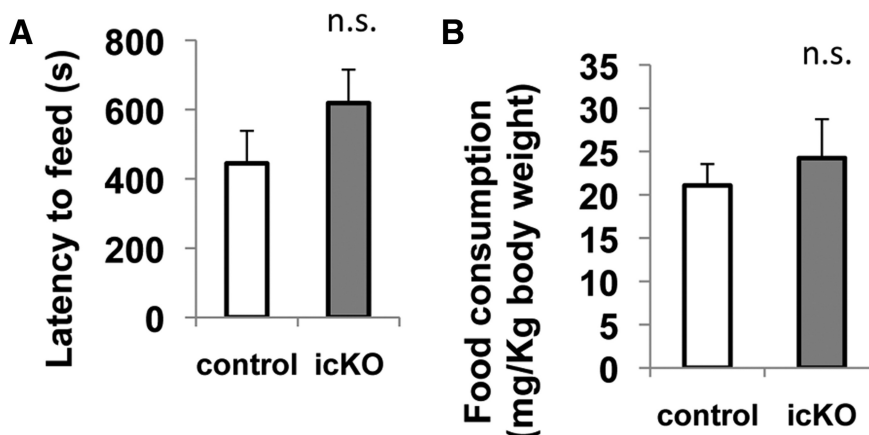 A
Latency to feed (s)
800
600
400
200
0
n.s.
control icKO
B
Food consumption
(mg/Kg body weight)
35
30
25
20
15
10
5
0
n.s.
control icKO